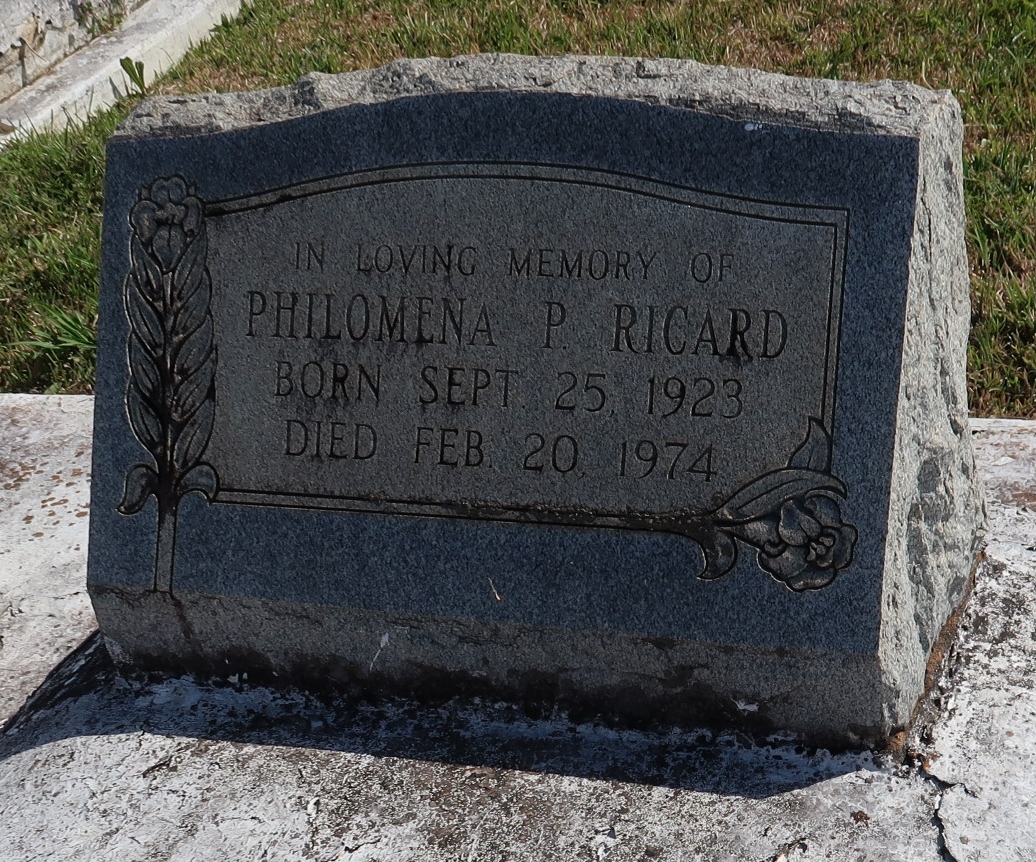 IN LOVING MEMORY OF
PHILOMENA P. RICARD
BORN SEPT. 25, 1923
DIED FEB. 20, 1974